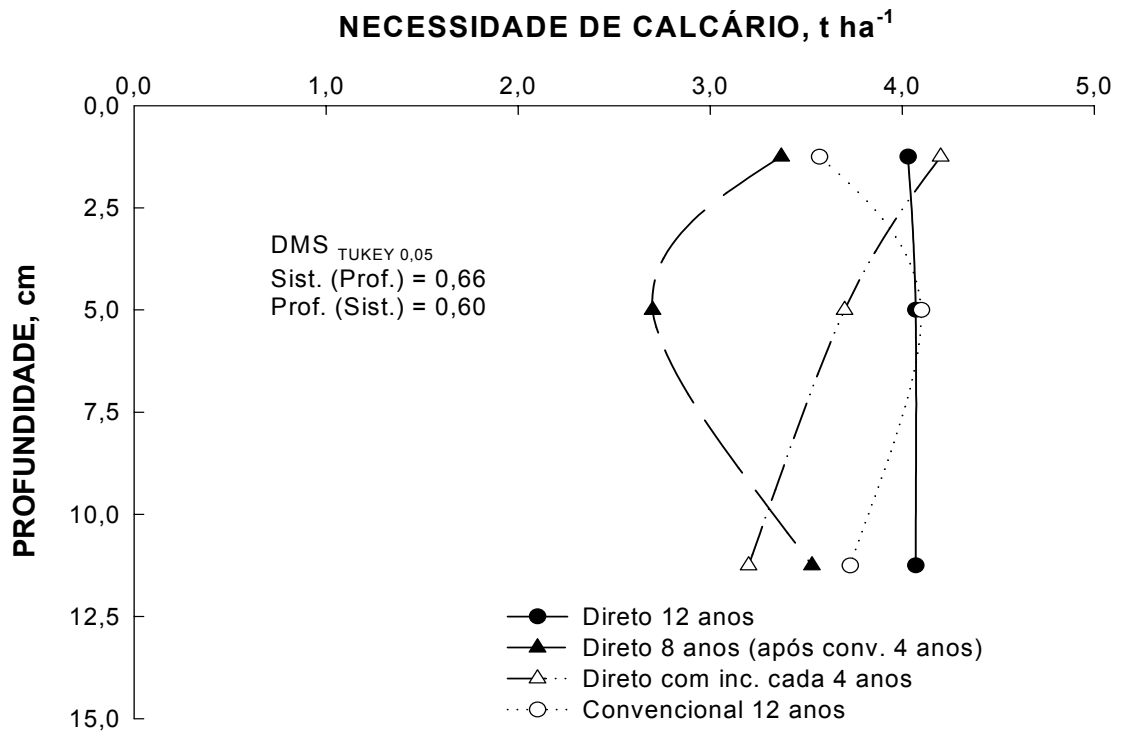 NECESSIDADE DE CALCÁRIO, t ha⁻¹
0,0 1,0 2,0 3,0 4,0 5,0
0,0
2,5
5,0
7,5
10,0
12,5
15,0
PROFUNDIDADE, cm
DMS TUKEY 0,05
Sist. (Prof.) = 0,66
Prof. (Sist.) = 0,60
Direto 12 anos
Direto 8 anos (após conv. 4 anos)
Direto com inc. cada 4 anos
Convencional 12 anos